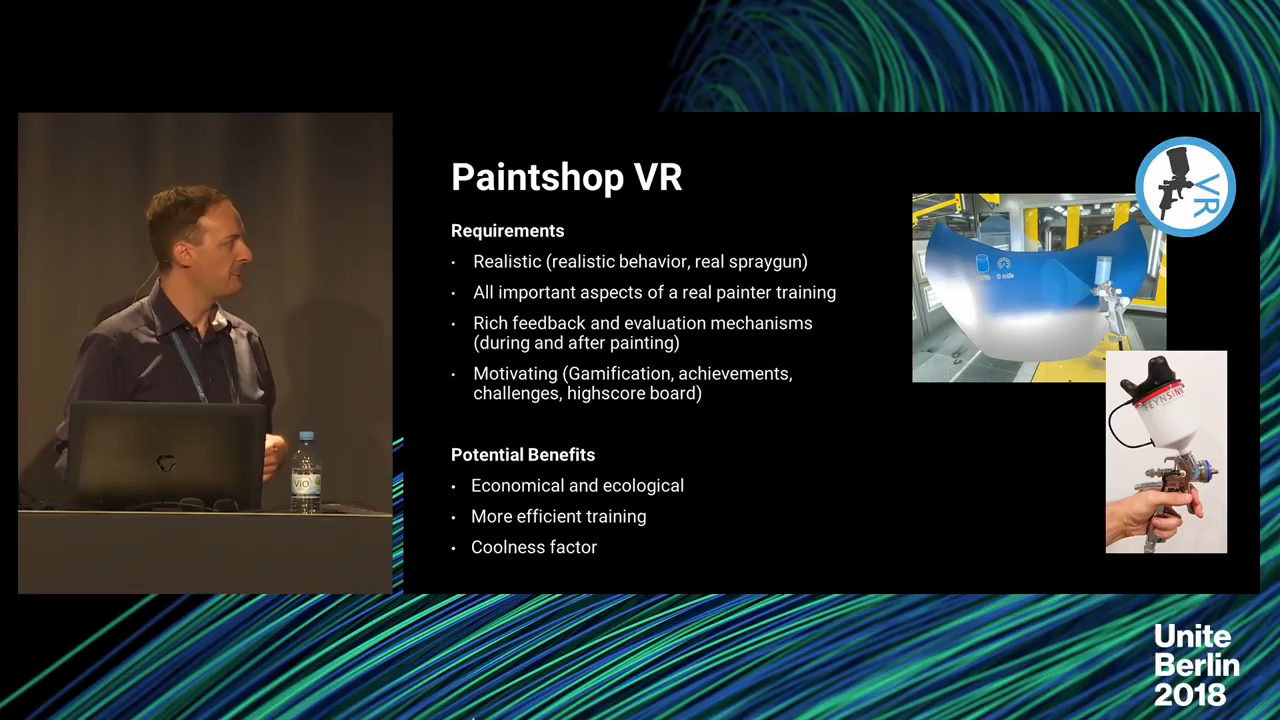 Paintshop VR
VR
Requirements
• Realistic (realistic behavior, real spraygun)
• All important aspects of a real painter training
• Rich feedback and evaluation mechanisms
(during and after painting)
• Motivating (Gamification, achievements,
challenges, highscore board)
Potential Benefits
• Economical and ecological
• More efficient training
• Coolness factor
ViO
Unite
Berlin
2018